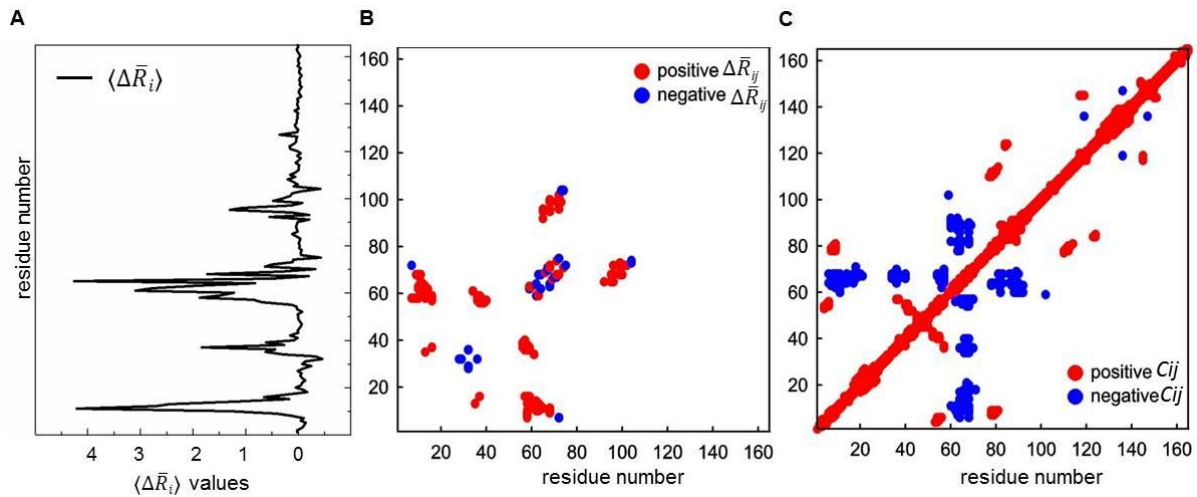 A
B
C
⟨ΔR̄ᵢ⟩
positive ΔR̄ᵢⱼ
negative ΔR̄ᵢⱼ
positive Cij
negativeCij
residue number
160
140
120
100
80
60
40
20
160
140
120
100
80
60
40
20
4 3 2 1 0
20 40 60 80 100 120 140 160
20 40 60 80 100 120 140 160
⟨ΔR̄ᵢ⟩ values
residue number
residue number